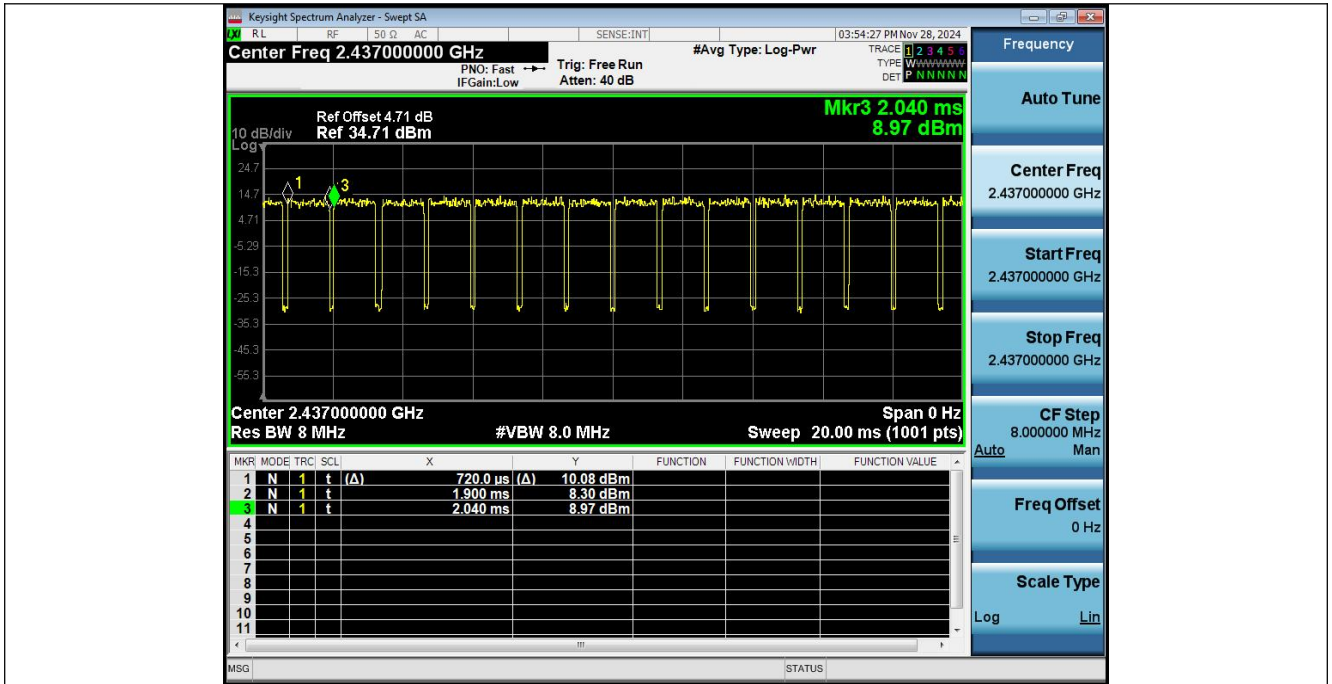 Keysight Spectrum Analyzer - Swept SA
LXI RL RF 50 Ω AC SENSE:INT 03:54:27 PM Nov 28, 2024
Center Freq 2.437000000 GHz #Avg Type: Log-Pwr TRACE 1 2 3 4 5 6
PNO: Fast Trig: Free Run TYPE WWWWWW
IFGain:Low Atten: 40 dB DET P N N N N N
Ref Offset 4.71 dB Mkr3 2.040 ms
10 dB/div Ref 34.71 dBm 8.97 dBm
Log
24.7
1 3
14.7
4.71
-5.29
-15.3
-25.3
-35.3
-45.3
-55.3
Center 2.437000000 GHz Span 0 Hz
Res BW 8 MHz #VBW 8.0 MHz Sweep 20.00 ms (1001 pts)
MKR MODE TRC SCL X Y FUNCTION FUNCTION WIDTH FUNCTION VALUE
1 N 1 t (Δ) 720.0 µs (Δ) 10.08 dBm
2 N 1 t 1.900 ms 8.30 dBm
3 N 1 t 2.040 ms 8.97 dBm
4
5
6
7
8
9
10
11
MSG STATUS
Frequency
Auto Tune
Center Freq
2.437000000 GHz
Start Freq
2.437000000 GHz
Stop Freq
2.437000000 GHz
CF Step
8.000000 MHz
Auto Man
Freq Offset
0 Hz
Scale Type
Log Lin